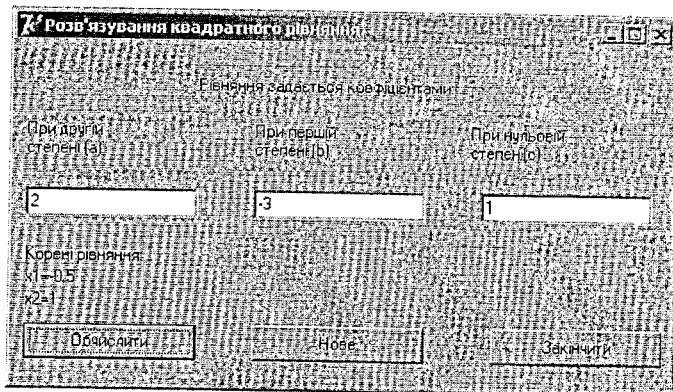 Розв'язування квадратного рівняння
Рівняння задається коефіцієнтами
При другій степені (a)
При першій степені (b)
При нульовій степені (c)
2
-3
1
Корені рівняння:
x1=0,5
x2=1
Обчислити
Нове
Закінчити